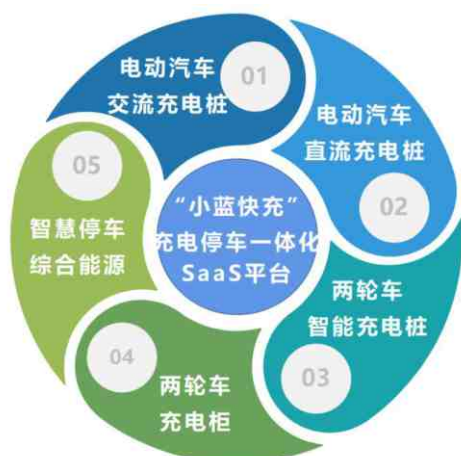 01
电动汽车
交流充电桩
02
电动汽车
直流充电桩
03
两轮车
智能充电桩
04
两轮车
充电柜
05
智慧停车
综合能源
“小蓝快充”
充电停车一体化
SaaS平台